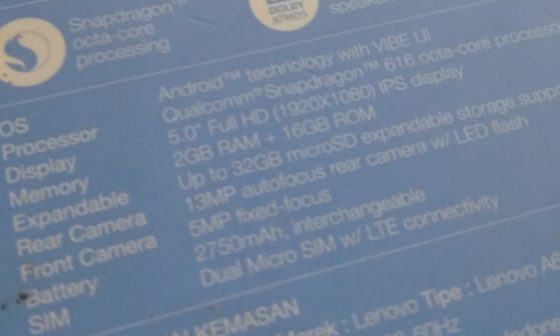 Snapdragon™
octa-core
processing
DOLBY
ATMOS
OS Android™ technology with VIBE UI
Processor Qualcomm® Snapdragon™ 616 octa-core processor
Display 5.0" Full HD (1920X1080) IPS display
Memory 2GB RAM + 16GB ROM
Expandable Up to 32GB microSD expandable storage
Rear Camera 13MP autofocus rear camera w/ LED flash
Front Camera 5MP fixed-focus
Battery 2750mAh, interchangeable
SIM Dual Micro SIM w/ LTE connectivity
KEMASAN
: Lenovo Tipe : Lenovo